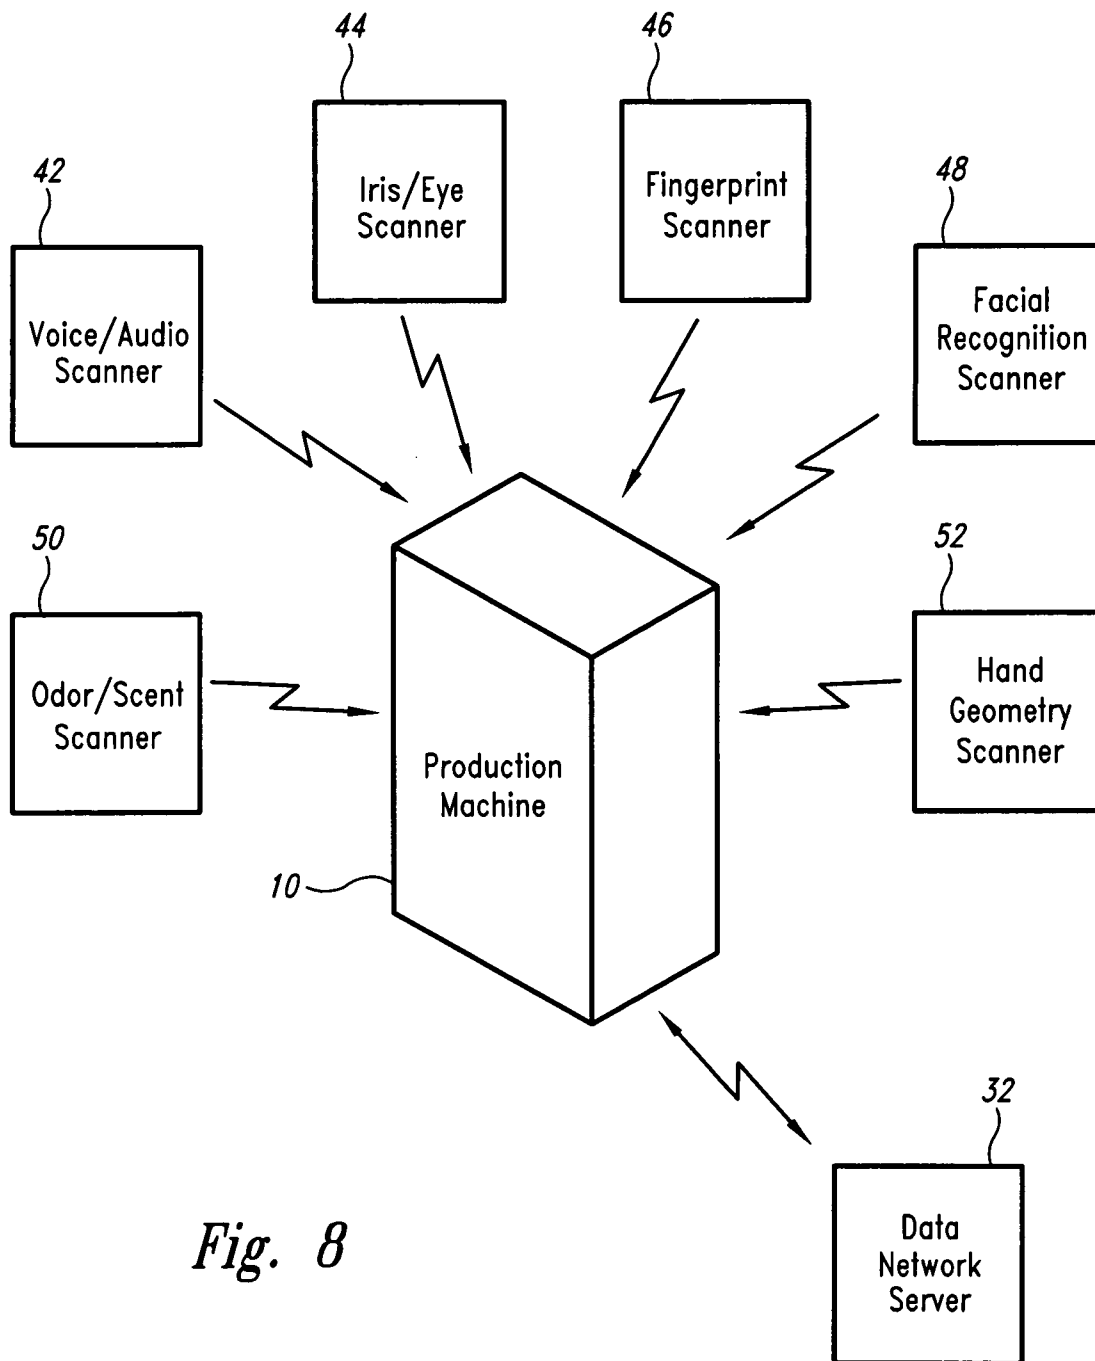 44
46
42
48
Iris/Eye
Scanner
Fingerprint
Scanner
Voice/Audio
Scanner
Facial
Recognition
Scanner
50
52
Odor/Scent
Scanner
Hand
Geometry
Scanner
Production
Machine
10
32
Data
Network
Server
Fig. 8